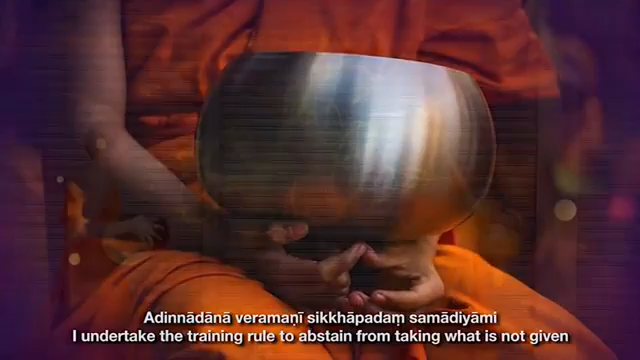 Adinnādānā veramaṇī sikkhāpadaṃ samādiyāmi
I undertake the training rule to abstain from taking what is not given